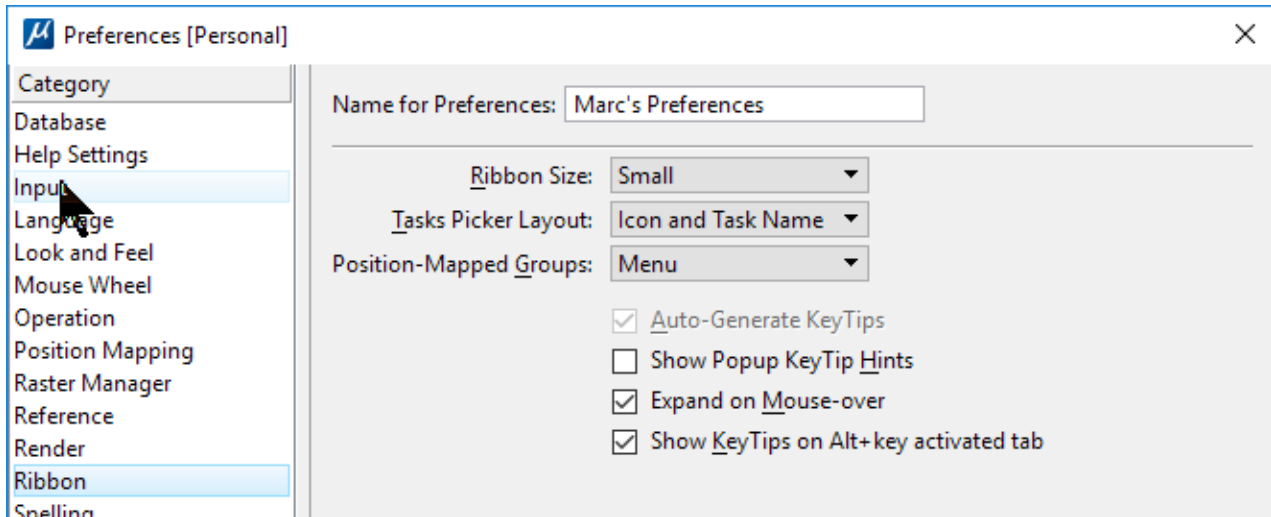 Preferences [Personal]
Category
Database
Help Settings
Input
Language
Look and Feel
Mouse Wheel
Operation
Position Mapping
Raster Manager
Reference
Render
Ribbon
Spelling
Name for Preferences: Marc's Preferences
Ribbon Size: Small
Tasks Picker Layout: Icon and Task Name
Position-Mapped Groups: Menu
Auto-Generate KeyTips
Show Popup KeyTip Hints
Expand on Mouse-over
Show KeyTips on Alt+key activated tab